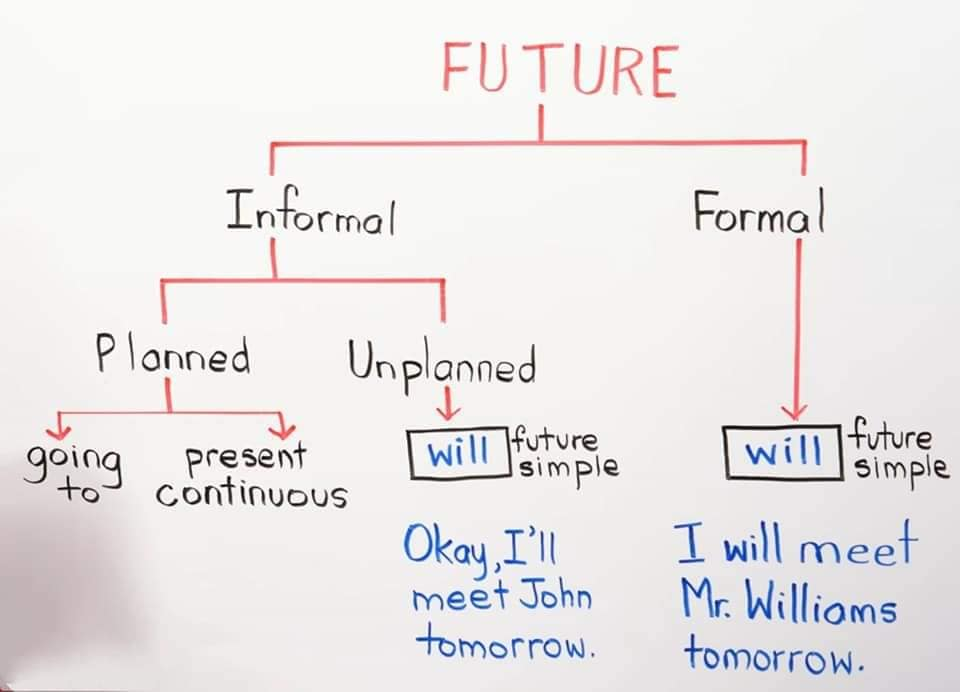 FUTURE
Informal
Formal
Planned
Unplanned
going
to
present
continuous
will
future
simple
will
future
simple
Okay, I'll
meet John
tomorrow.
I will meet
Mr. Williams
tomorrow.